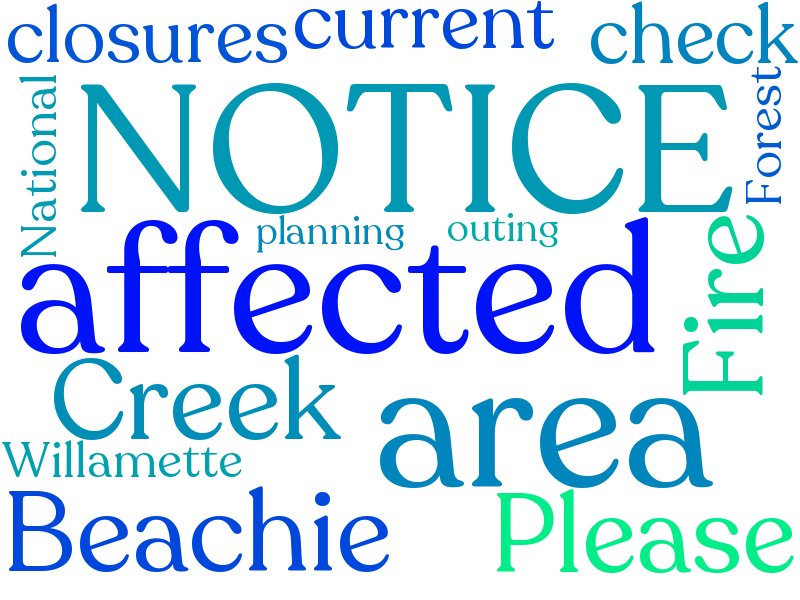 closures current check
National
NOTICE
Forest
planning outing
affected
Fire
Creek
area
Willamette
Beachie
Please